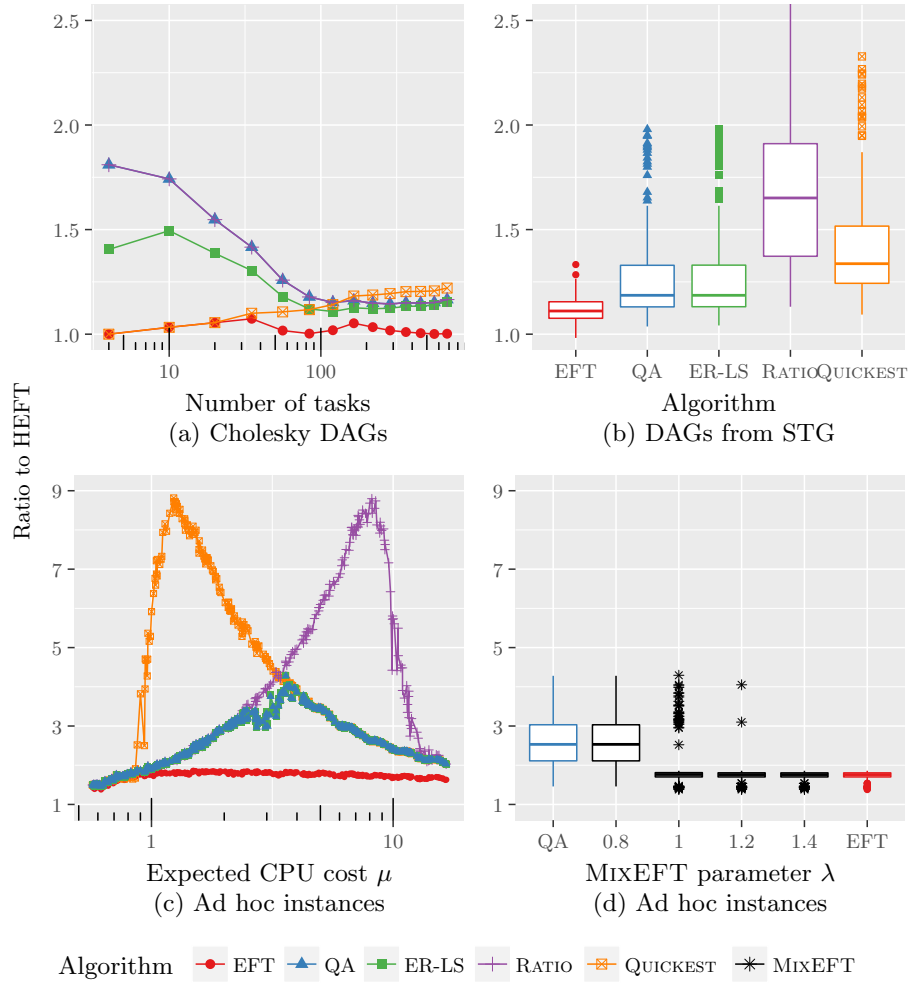 2.5
2.0
1.5
1.0
10
100
Number of tasks
(a) Cholesky DAGs
2.5
2.0
1.5
1.0
EFT QA ER-LS RATIO QUICKEST
Algorithm
(b) DAGs from STG
Ratio to HEFT
9
7
5
3
1
1
10
Expected CPU cost μ
(c) Ad hoc instances
9
7
5
3
1
QA 0.8 1 1.2 1.4 EFT
MIXEFT parameter λ
(d) Ad hoc instances
Algorithm EFT QA ER-LS RATIO QUICKEST MIXEFT